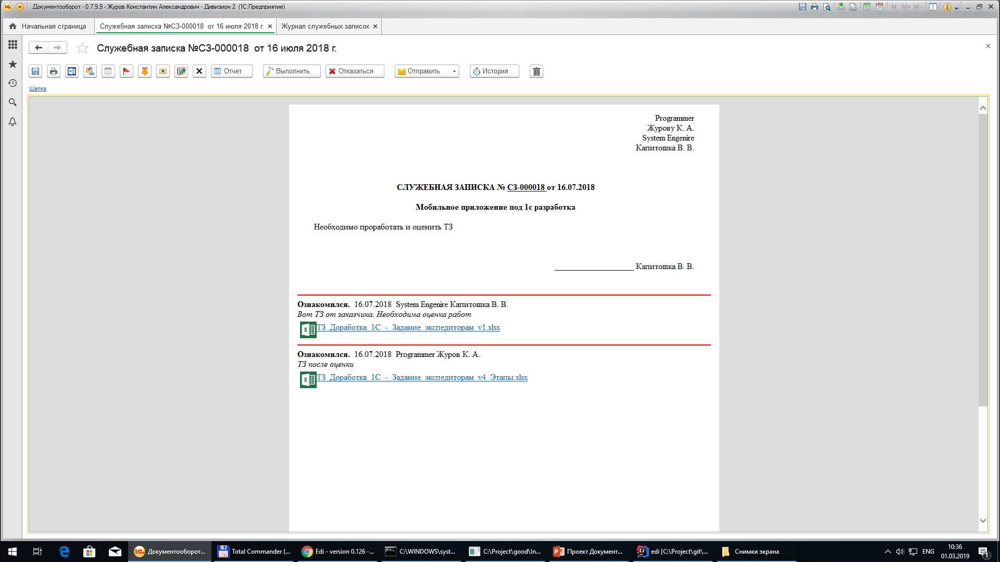 Документооборот - 0.7.9.9 - Журов Константин Александрович - Дивизион 2 (1С:Предприятие)
M M+ M-
Начальная страница
Служебная записка №СЗ-000018 от 16 июля 2018 г.
Журнал служебных записок
Служебная записка №СЗ-000018 от 16 июля 2018 г.
Отчет
Выполнить
Отказаться
Отправить
История
Шапка
Programmer
Журову К. А.
System Engenire
Капитошка В. В.
СЛУЖЕБНАЯ ЗАПИСКА № СЗ-000018 от 16.07.2018
Мобильное приложение под 1с разработка
Необходимо проработать и оценить ТЗ
___________________ Капитошка В. В.
Ознакомился. 16.07.2018 System Engenire Капитошка В. В.
Вот ТЗ от заказчика. Необходима оценка работ
ТЗ_Доработка_1С_-_Задание_экспедиторам_v1.xlsx
Ознакомился. 16.07.2018 Programmer Журов К. А.
ТЗ после оценки
ТЗ_Доработка_1С_-_Задание_экспедиторам_v4_Этапы.xlsx
Документооборот...
Total Commander (...
Edi - version 0.126 -...
C:\WINDOWS\syst...
C:\Project\good\In...
Проект Документ...
edi [C:\Project\git\...
Снимки экрана
ENG
10:36
01.03.2019
1